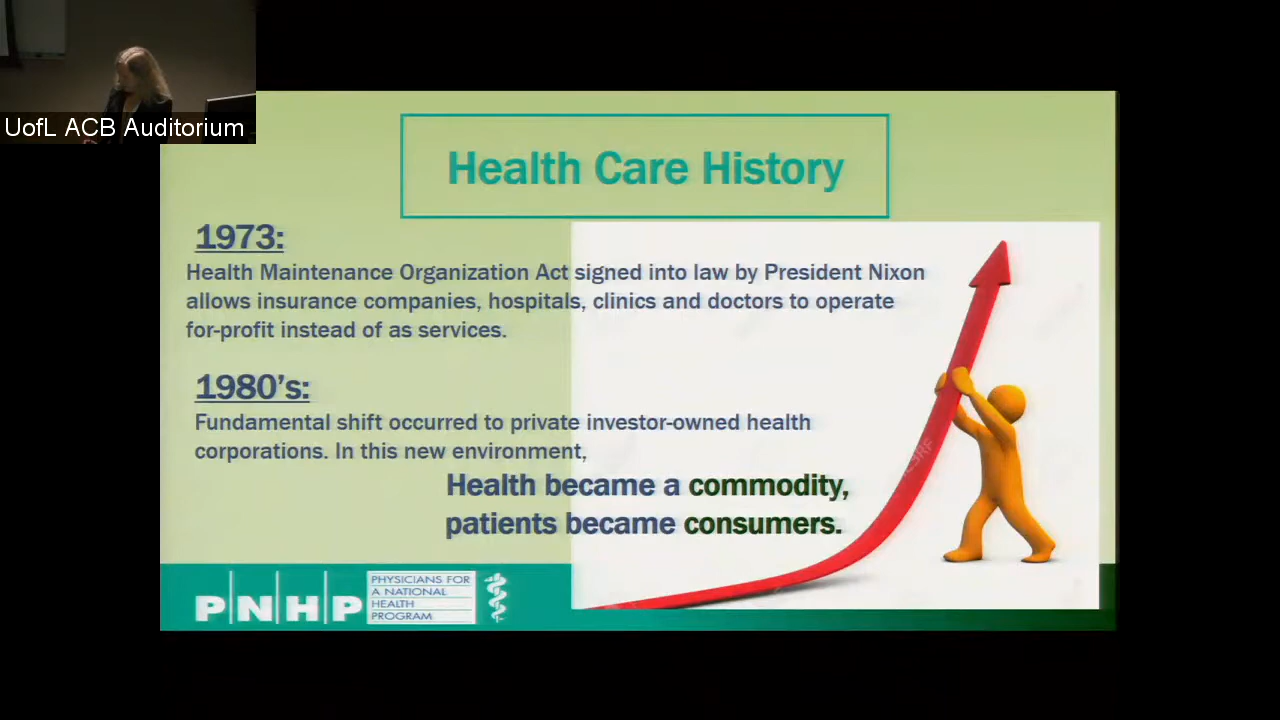 UofL ACB Auditorium
Health Care History
1973:
Health Maintenance Organization Act signed into law by President Nixon
allows insurance companies, hospitals, clinics and doctors to operate
for-profit instead of as services.
1980's:
Fundamental shift occurred to private investor-owned health
corporations. In this new environment,
Health became a commodity,
patients became consumers.
PNHP
PHYSICIANS FOR
A NATIONAL
HEALTH
PROGRAM